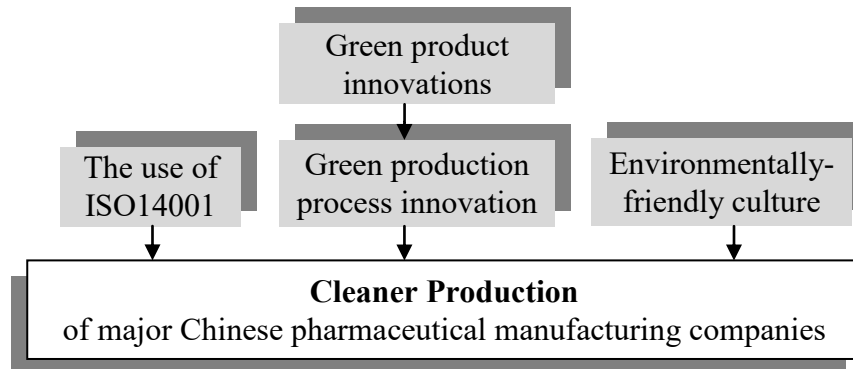 Green product
innovations
The use of
ISO14001
Green production
process innovation
Environmentally-
friendly culture
Cleaner Production
of major Chinese pharmaceutical manufacturing companies